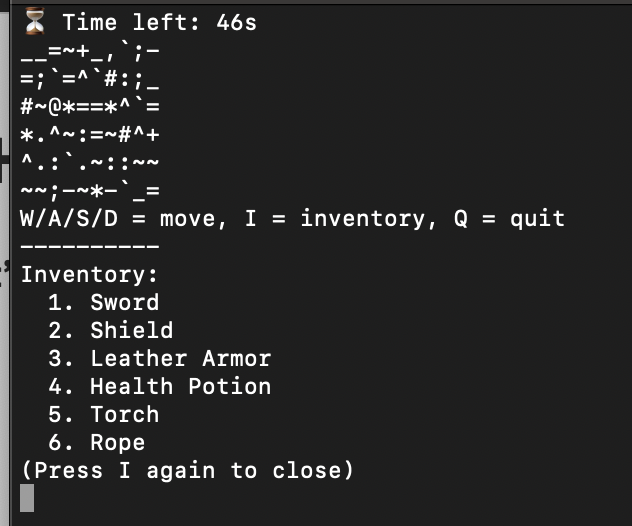 ⏳ Time left: 46s
__=~+_,`;-
=;`=^`#:;_
#~@*==*^`=
*.^~:=~#^+
^.:`.~::~~
~~;-~*-`_=
W/A/S/D = move, I = inventory, Q = quit
----------
Inventory:
  1. Sword
  2. Shield
  3. Leather Armor
  4. Health Potion
  5. Torch
  6. Rope
(Press I again to close)